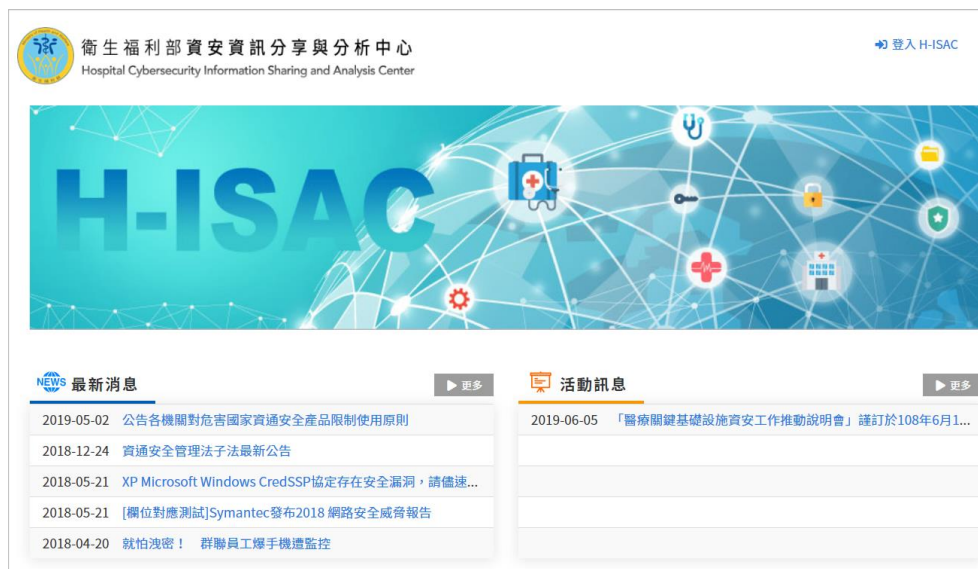 衛生福利部資安資訊分享與分析中心
Hospital Cybersecurity Information Sharing and Analysis Center
登入 H-ISAC
H-ISAC
NEWS 最新消息
更多
2019-05-02 公告各機關對危害國家資通安全產品限制使用原則
2018-12-24 資通安全管理法子法最新公告
2018-05-21 XP Microsoft Windows CredSSP協定存在安全漏洞，請儘速...
2018-05-21 [欄位對應測試]Symantec發布2018 網路安全威脅報告
2018-04-20 就怕洩密！ 群聯員工爆手機遭監控
活動訊息
更多
2019-06-05 「醫療關鍵基礎設施資安工作推動說明會」謹訂於108年6月1...